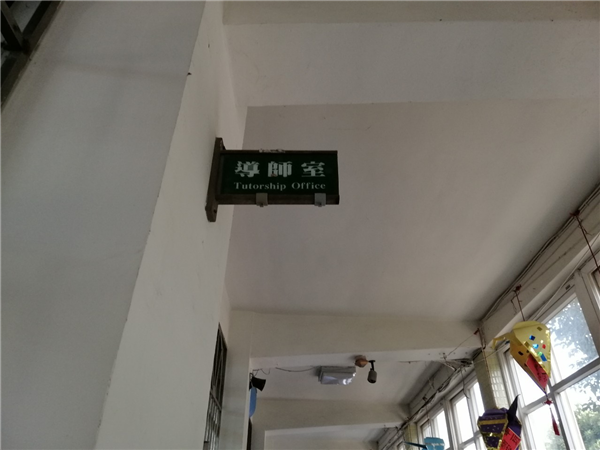 導師室
Tutorship Office